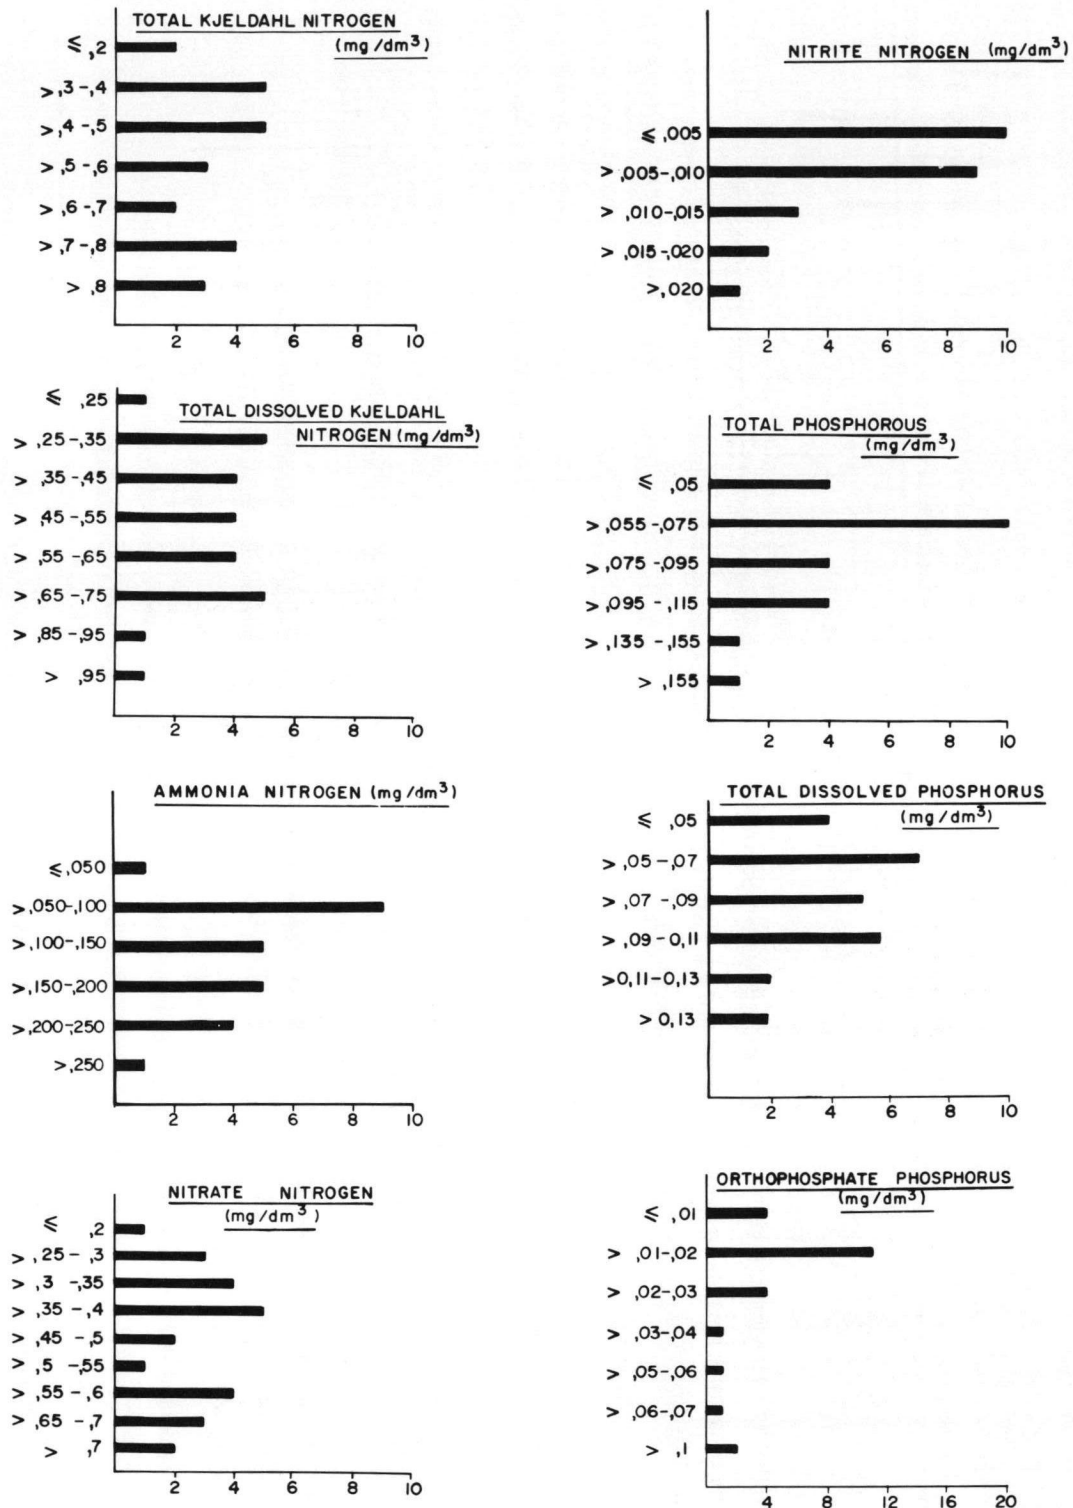 TOTAL KJELDAHL NITROGEN
(mg/dm³)
≤ ,2
> ,3 - ,4
> ,4 - ,5
> ,5 - ,6
> ,6 - ,7
> ,7 - ,8
> ,8
2 4 6 8 10
TOTAL DISSOLVED KJELDAHL
NITROGEN (mg/dm³)
≤ ,25
> ,25 - ,35
> ,35 - ,45
> ,45 - ,55
> ,55 - ,65
> ,65 - ,75
> ,85 - ,95
> ,95
2 4 6 8 10
AMMONIA NITROGEN (mg/dm³)
≤ ,050
> ,050-,100
> ,100-,150
> ,150-,200
> ,200-,250
> ,250
2 4 6 8 10
NITRATE NITROGEN
(mg/dm³)
≤ ,2
> ,25 - ,3
> ,3 - ,35
> ,35 - ,4
> ,45 - ,5
> ,5 - ,55
> ,55 - ,6
> ,65 - ,7
> ,7
2 4 6 8 10
NITRITE NITROGEN (mg/dm³)
≤ ,005
> ,005-,010
> ,010-,015
> ,015-,020
> ,020
2 4 6 8 10
TOTAL PHOSPHOROUS
(mg/dm³)
≤ ,05
> ,055 -,075
> ,075 -,095
> ,095 - ,115
> ,135 - ,155
> ,155
2 4 6 8 10
TOTAL DISSOLVED PHOSPHORUS
(mg/dm³)
≤ ,05
> ,05 - ,07
> ,07 - ,09
> ,09 - 0,11
> 0,11 - 0,13
> 0,13
2 4 6 8 10
ORTHOPHOSPHATE PHOSPHORUS
(mg/dm³)
≤ ,01
> ,01-,02
> ,02-,03
> ,03-,04
> ,05-,06
> ,06-,07
> ,1
4 8 12 16 20